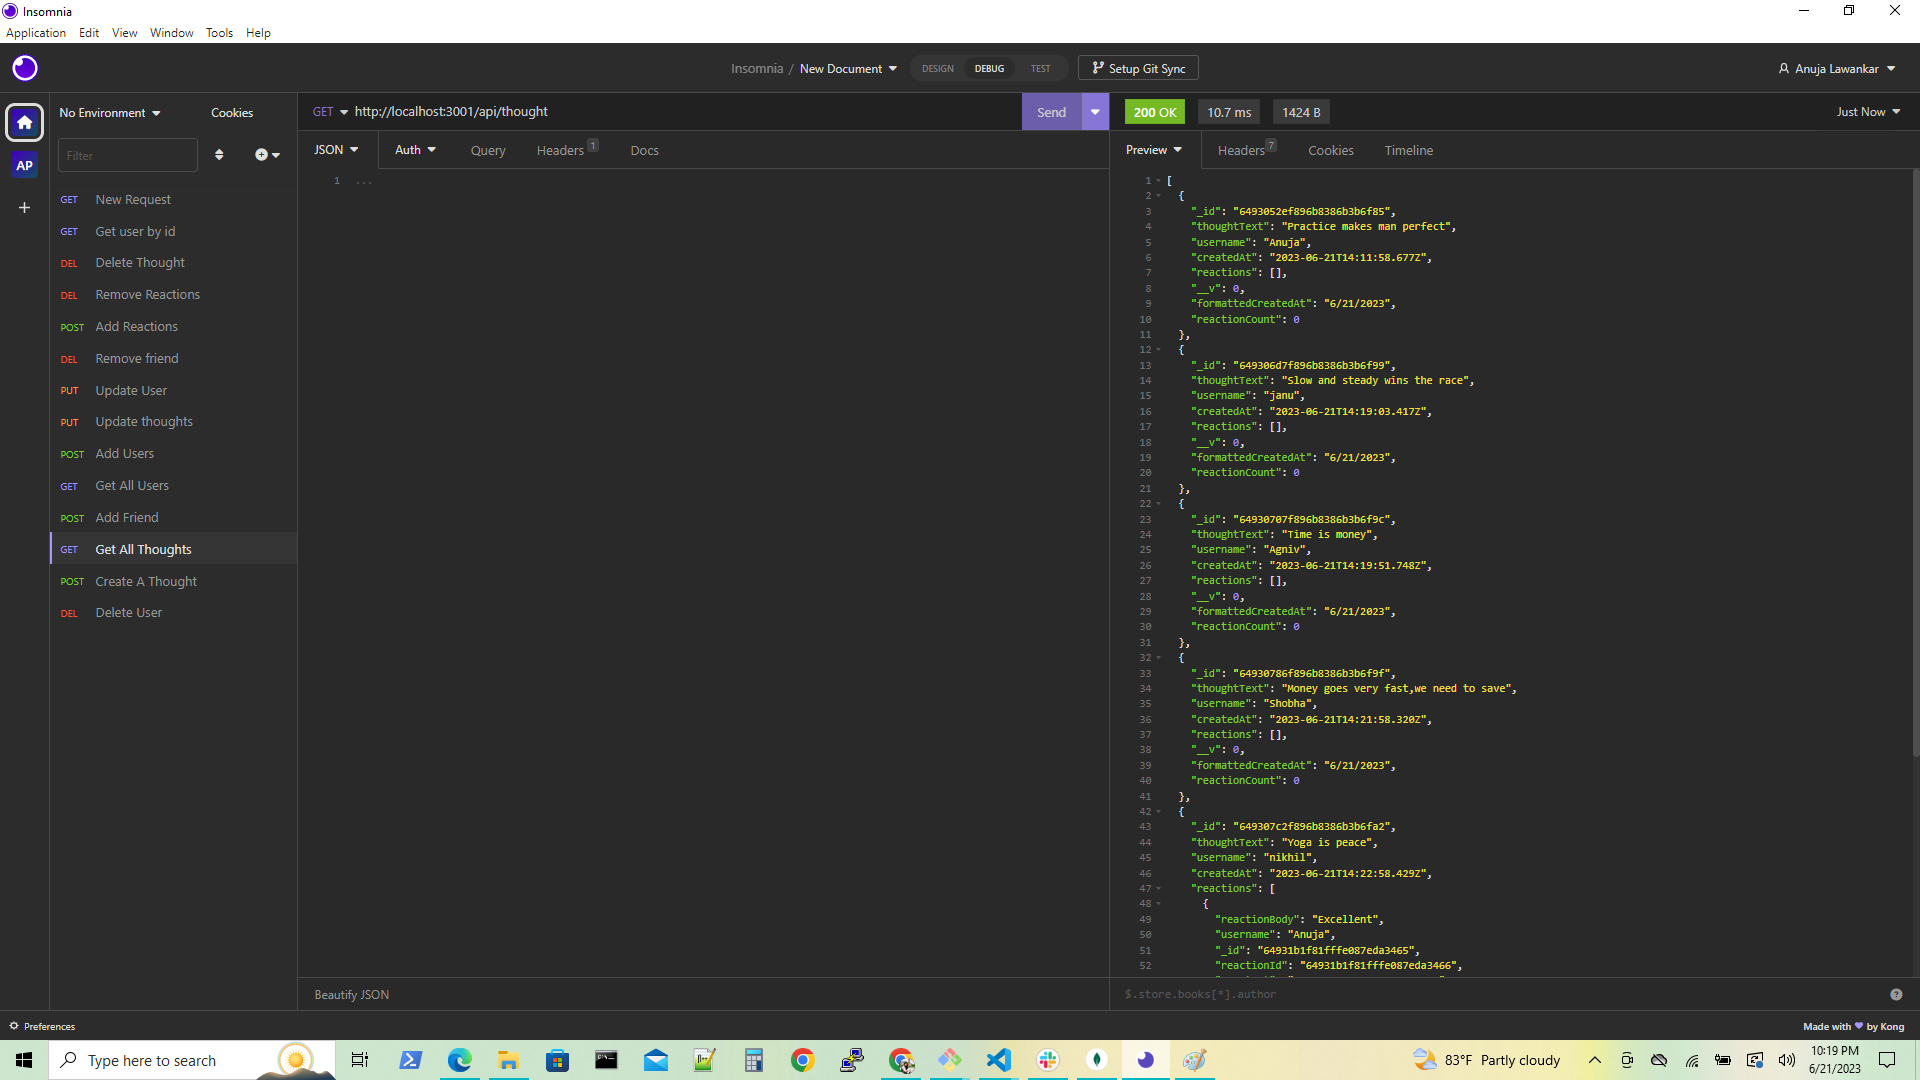 Insomnia
Application Edit View Window Tools Help
Insomnia / New Document DESIGN DEBUG TEST Setup Git Sync Anuja Lawankar
No Environment Cookies
GET http://localhost:3001/api/thought Send 200 OK 10.7 ms 1424 B Just Now
Filter
AP
JSON Auth Query Headers 1 Docs
Preview Headers 7 Cookies Timeline
GET New Request
GET Get user by id
DEL Delete Thought
DEL Remove Reactions
POST Add Reactions
DEL Remove friend
PUT Update User
PUT Update thoughts
POST Add Users
GET Get All Users
POST Add Friend
GET Get All Thoughts
POST Create A Thought
DEL Delete User
1 ...
1 [
2 {
3 "_id": "6493052ef896b8386b3b6f85",
4 "thoughtText": "Practice makes man perfect",
5 "username": "Anuja",
6 "createdAt": "2023-06-21T14:11:58.677Z",
7 "reactions": [],
8 "__v": 0,
9 "formattedCreatedAt": "6/21/2023",
10 "reactionCount": 0
11 },
12 {
13 "_id": "649306d7f896b8386b3b6f99",
14 "thoughtText": "Slow and steady wins the race",
15 "username": "janu",
16 "createdAt": "2023-06-21T14:19:03.417Z",
17 "reactions": [],
18 "__v": 0,
19 "formattedCreatedAt": "6/21/2023",
20 "reactionCount": 0
21 },
22 {
23 "_id": "64930707f896b8386b3b6f9c",
24 "thoughtText": "Time is money",
25 "username": "Agniv",
26 "createdAt": "2023-06-21T14:19:51.748Z",
27 "reactions": [],
28 "__v": 0,
29 "formattedCreatedAt": "6/21/2023",
30 "reactionCount": 0
31 },
32 {
33 "_id": "64930786f896b8386b3b6f9f",
34 "thoughtText": "Money goes very fast,we need to save",
35 "username": "Shobha",
36 "createdAt": "2023-06-21T14:21:58.320Z",
37 "reactions": [],
38 "__v": 0,
39 "formattedCreatedAt": "6/21/2023",
40 "reactionCount": 0
41 },
42 {
43 "_id": "649307c2f896b8386b3b6fa2",
44 "thoughtText": "Yoga is peace",
45 "username": "nikhil",
46 "createdAt": "2023-06-21T14:22:58.429Z",
47 "reactions": [
48 {
49 "reactionBody": "Excellent",
50 "username": "Anuja",
51 "_id": "64931b1f81fffe087eda3465",
52 "reactionId": "64931b1f81fffe087eda3466",
Beautify JSON $.store.books[*].author
Preferences Made with by Kong
Type here to search 83°F Partly cloudy 10:19 PM
6/21/2023